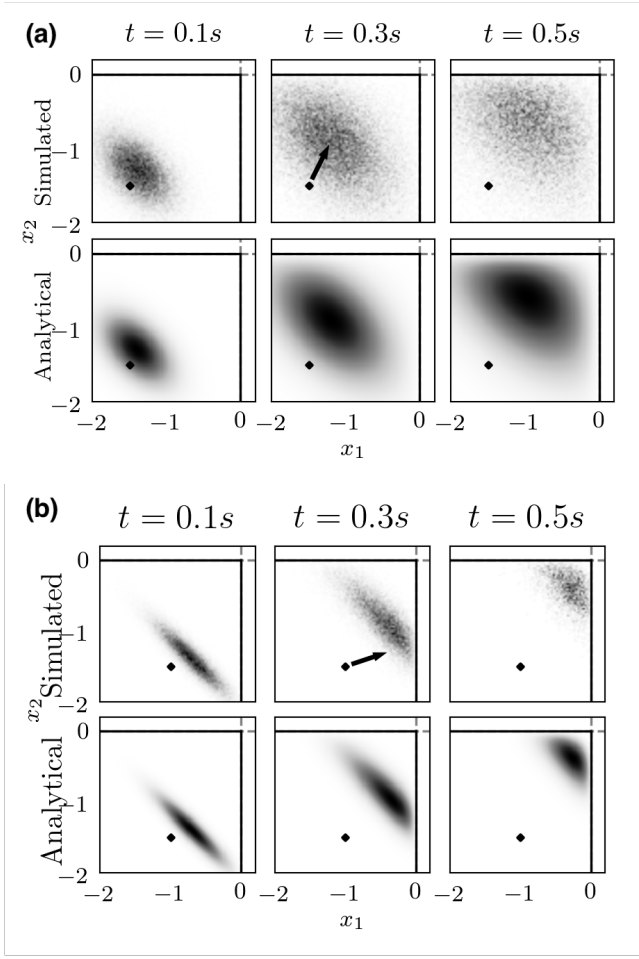 (a)
t = 0.1s t = 0.3s t = 0.5s
0
Simulated
−1
x₂
−2
0
Analytical
−1
−2
−2 −1 0 −2 −1 0 −2 −1 0
x₁
(b)
t = 0.1s t = 0.3s t = 0.5s
0
Simulated
−1
x₂
−2
0
Analytical
−1
−2
−2 −1 0 −2 −1 0 −2 −1 0
x₁